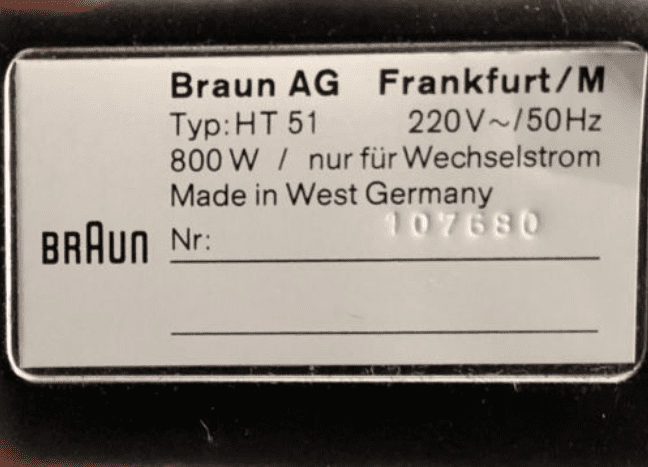 Braun AG Frankfurt/M
Typ: HT 51 220V~/50Hz
800 W / nur für Wechselstrom
Made in West Germany
107680
BRAUN Nr: